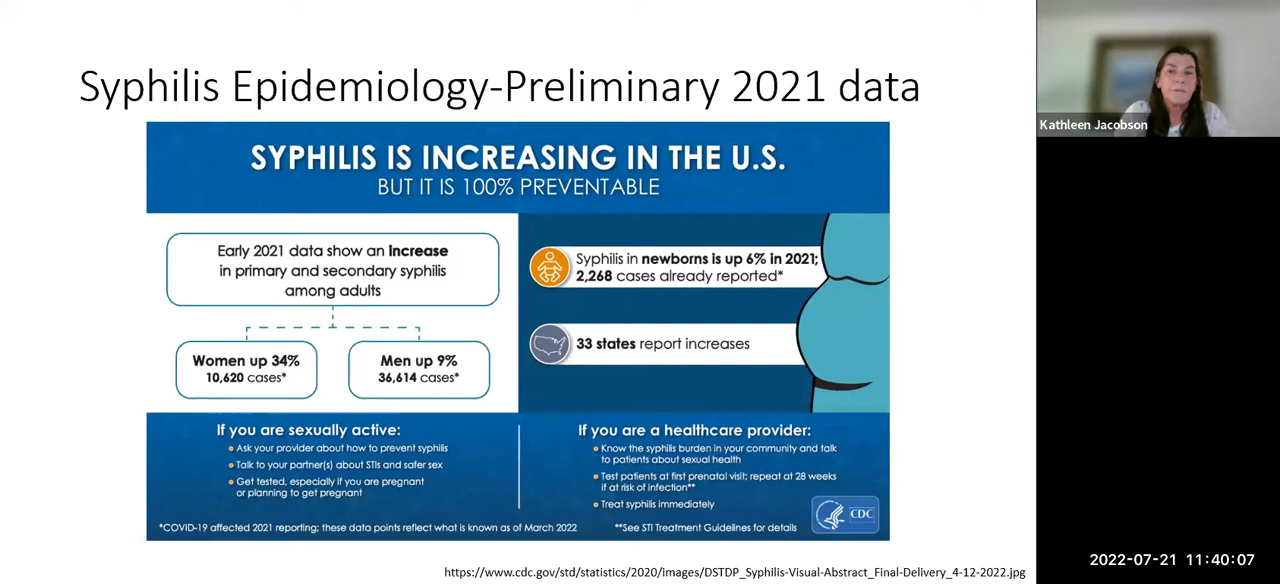 Syphilis Epidemiology-Preliminary 2021 data
SYPHILIS IS INCREASING IN THE U.S.
BUT IT IS 100% PREVENTABLE
Early 2021 data show an increase
in primary and secondary syphilis
among adults
Women up 34%
10,620 cases*
Men up 9%
36,614 cases*
Syphilis in newborns is up 6% in 2021;
2,268 cases already reported*
33 states report increases
If you are sexually active:
Ask your provider about how to prevent syphilis
Talk to your partner(s) about STIs and safer sex
Get tested, especially if you are pregnant
or planning to get pregnant
If you are a healthcare provider:
Know the syphilis burden in your community and talk
to patients about sexual health
Test patients at first prenatal visit; repeat at 28 weeks
if at risk of infection**
Treat syphilis immediately
CDC
*COVID-19 affected 2021 reporting; these data points reflect what is known as of March 2022
**See STI Treatment Guidelines for details
https://www.cdc.gov/std/statistics/2020/images/DSTDP_Syphilis-Visual-Abstract_Final-Delivery_4-12-2022.jpg
Kathleen Jacobson
2022-07-21 11:40:07